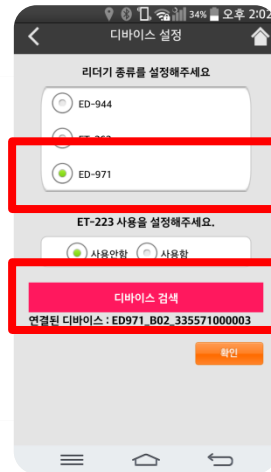 34% 오후 2:02
디바이스 설정
리더기 종류를 설정해주세요
ED-944
ED-971
ET-223 사용을 설정해주세요.
사용안함 사용함
디바이스 검색
연결된 디바이스 : ED971_B02_335571000003
확인